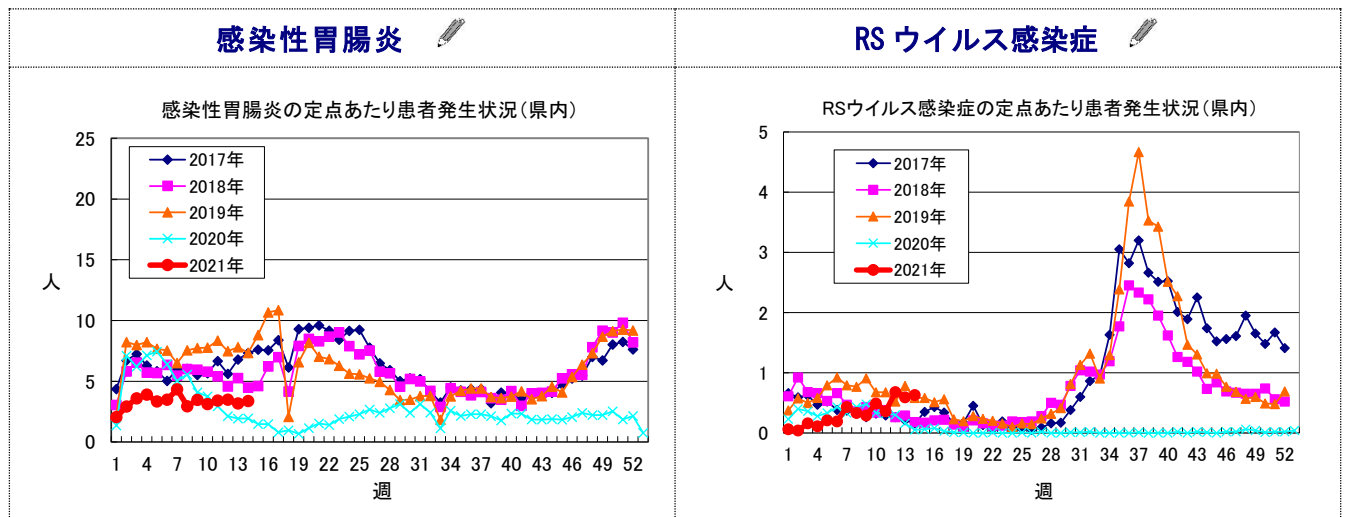 感染性胃腸炎
感染性胃腸炎の定点あたり患者発生状況（県内）
25
20
15
10
5
0
人
2017年
2018年
2019年
2020年
2021年
1 4 7 10 13 16 19 22 25 28 31 34 37 40 43 46 49 52
週
RS ウイルス感染症
RSウイルス感染症の定点あたり患者発生状況（県内）
5
4
3
2
1
0
人
2017年
2018年
2019年
2020年
2021年
1 4 7 10 13 16 19 22 25 28 31 34 37 40 43 46 49 52
週